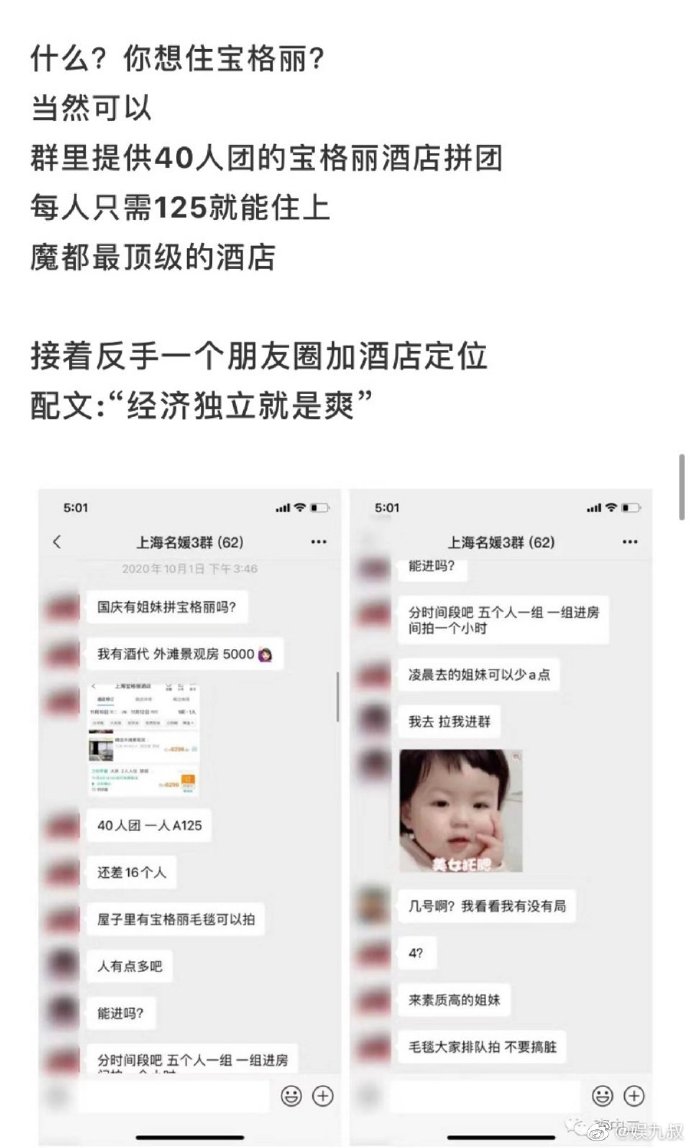 什么？你想住宝格丽？
当然可以
群里提供40人团的宝格丽酒店拼团
每人只需125就能住上
魔都最顶级的酒店
接着反手一个朋友圈加酒店定位
配文:“经济独立就是爽”
5:01
上海名媛3群 (62)
2020年10月1日 下午3:46
国庆有姐妹拼宝格丽吗?
我有酒代 外滩景观房 5000
上海宝格丽酒店
40人团 一人A125
还差16个人
屋子里有宝格丽毛毯可以拍
人有点多吧
能进吗?
分时间段吧 五个人一组 一组进房
间拍一个小时
5:01
上海名媛3群 (62)
能进吗?
分时间段吧 五个人一组 一组进房
间拍一个小时
凌晨去的姐妹可以少a点
我去 拉我进群
美女托腮
几号啊？我看看我有没有局
4?
来素质高的姐妹
毛毯大家排队拍 不要搞脏
@娱九叔